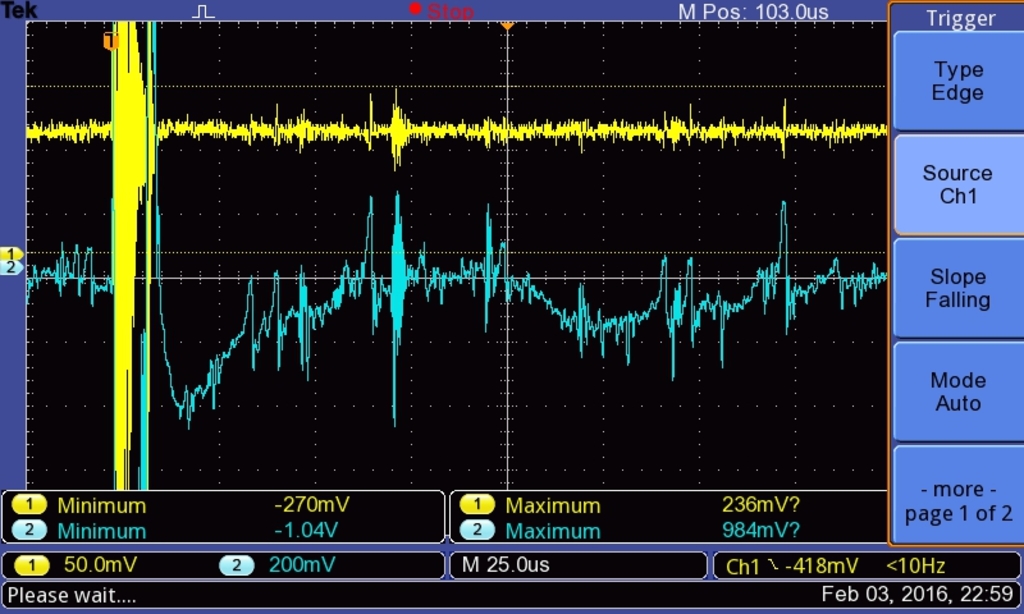 Tek Stop M Pos: 103.0us
Trigger
Type
Edge
Source
Ch1
Slope
Falling
Mode
Auto
- more -
page 1 of 2
T
1
2
1 Minimum -270mV 1 Maximum 236mV?
2 Minimum -1.04V 2 Maximum 984mV?
1 50.0mV 2 200mV M 25.0us Ch1 -418mV <10Hz
Please wait.... Feb 03, 2016, 22:59